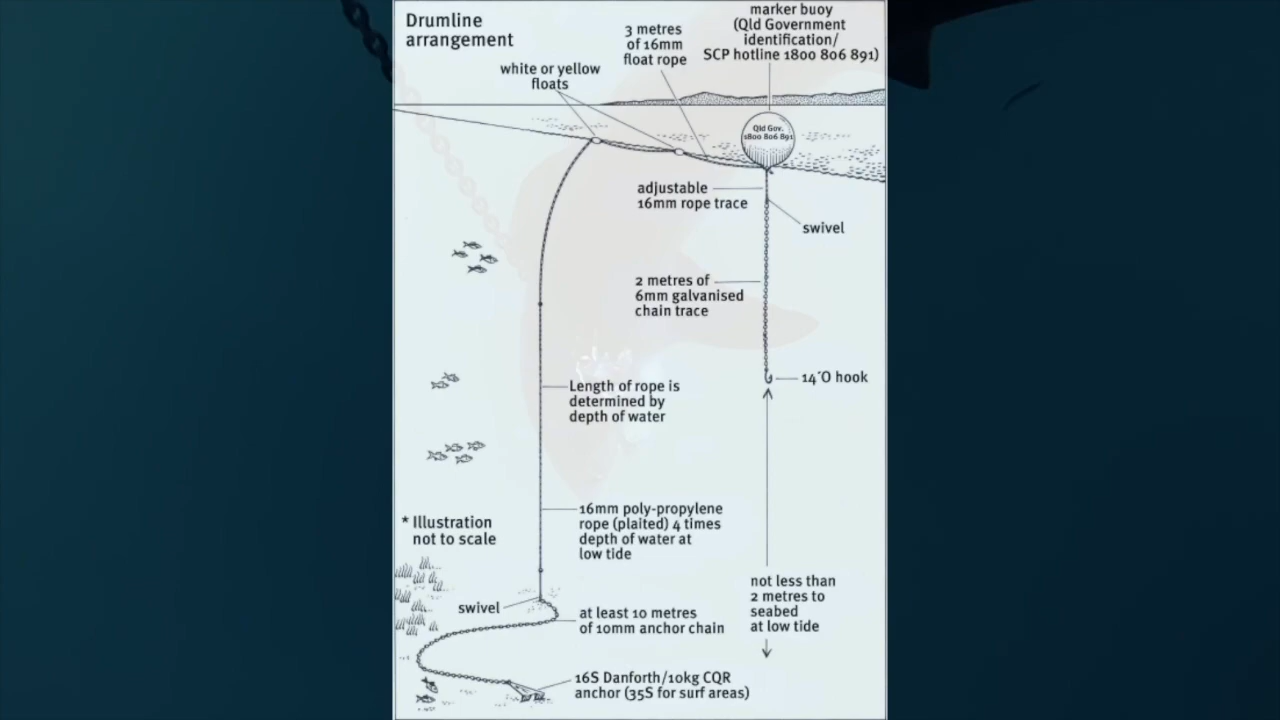 Drumline
arrangement
white or yellow
floats
3 metres
of 16mm
float rope
marker buoy
(Qld Government
identification/
SCP hotline 1800 806 891)
Qld Gov.
1800 806 891
adjustable
16mm rope trace
swivel
2 metres of
6mm galvanised
chain trace
14°O hook
Length of rope is
determined by
depth of water
16mm poly-propylene
rope (plaited) 4 times
depth of water at
low tide
* Illustration
not to scale
not less than
2 metres to
seabed
at low tide
swivel
at least 10 metres
of 10mm anchor chain
16S Danforth/10kg CQR
anchor (35S for surf areas)